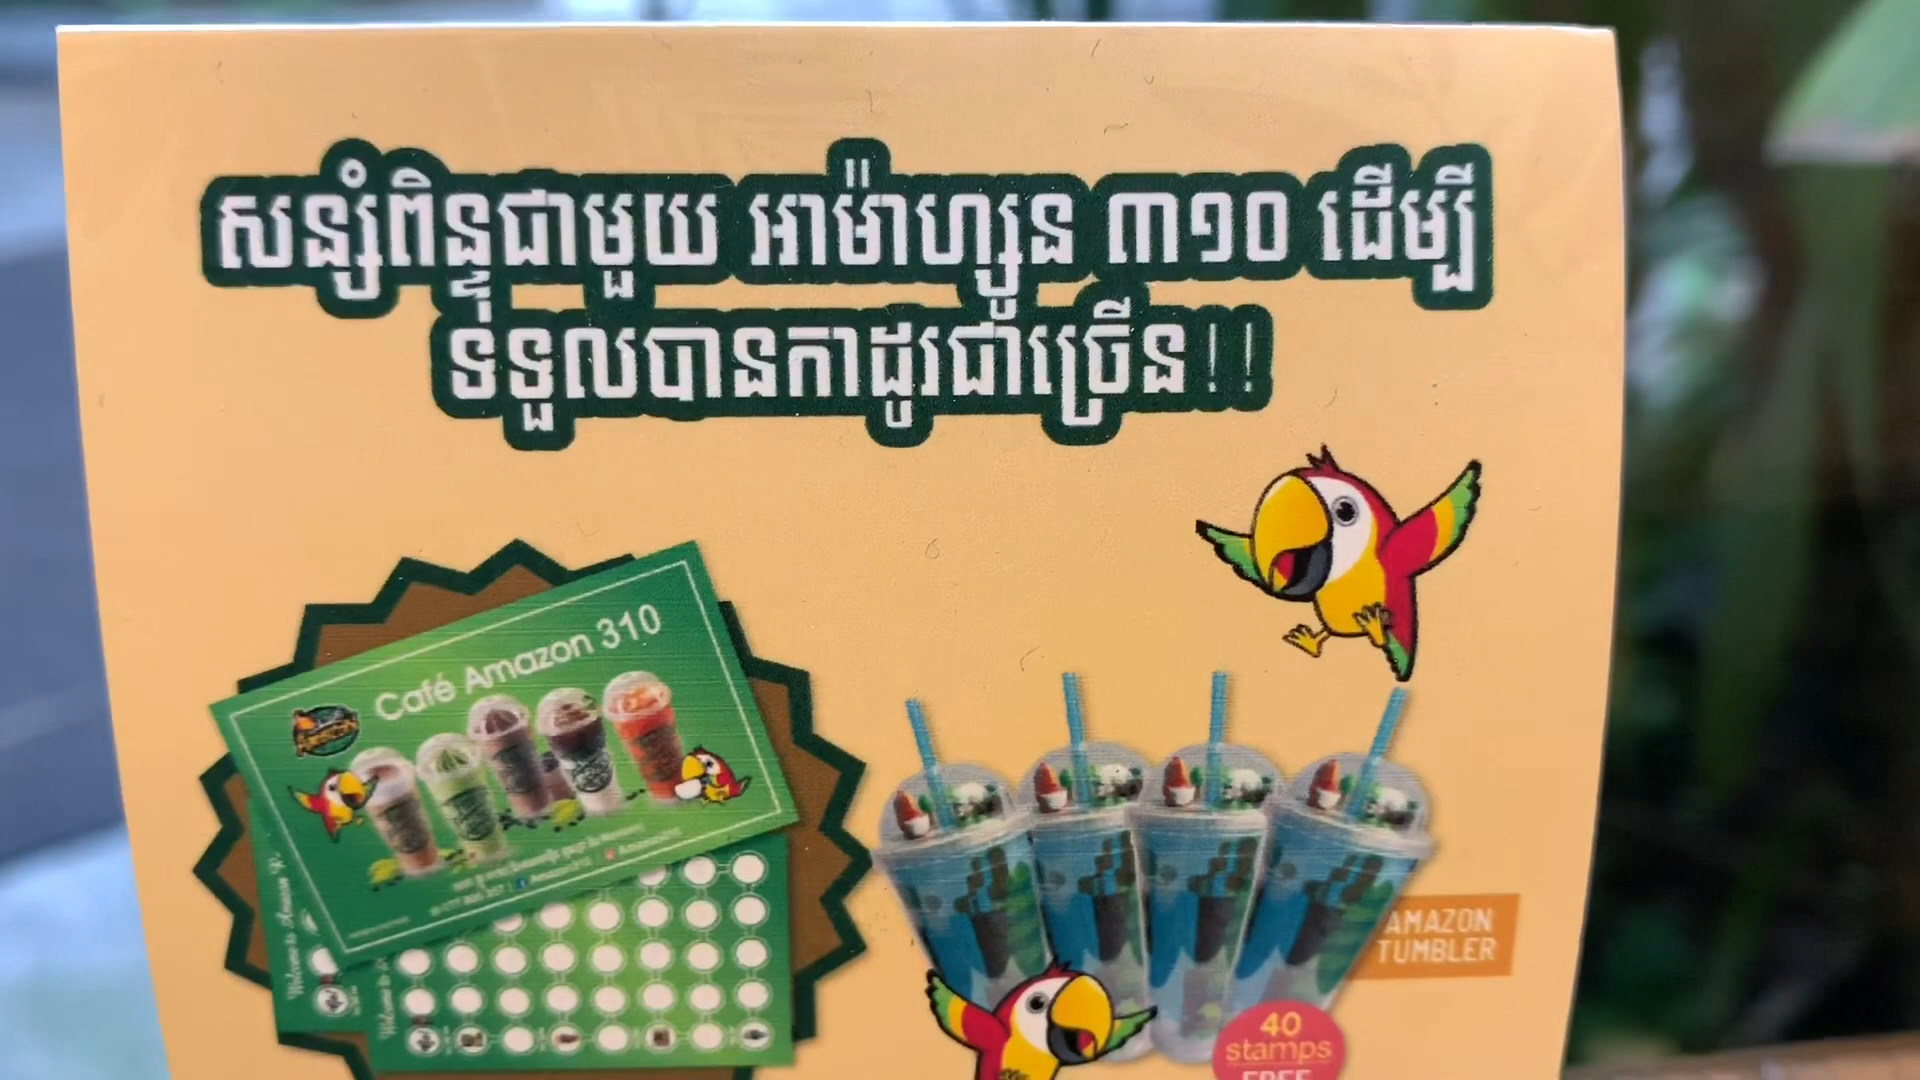 សន្សំពិន្ទុជាមួយ អាម៉ាហ្សូន ៣១០ ដើម្បី
ទទួលបានកាដូរជាច្រើន!!
Café Amazon 310
AMAZON
TUMBLER
40
stamps
FREE